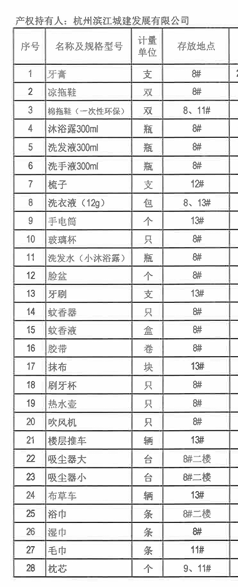 产权持有人：杭州滨江城建发展有限公司
序号 名称及规格型号 计量单位 存放地点
1 牙膏 支 8#
2 凉拖鞋 双 8#
3 棉拖鞋（一次性环保） 双 8、11#
4 沐浴露300ml 瓶 8#
5 洗发液300ml 瓶 8#
6 洗手液300ml 瓶 8#
7 梳子 支 12#
8 洗衣液（12g） 包 8、13#
9 手电筒 个 13#
10 玻璃杯 只 8#
11 洗发水（小沐浴露） 瓶 8#
12 脸盆 个 8#
13 牙刷 支 13#
14 蚊香器 只 8#
15 蚊香液 盒 8#
16 胶带 卷 8#
17 抹布 块 13#
18 刷牙杯 只 8#
19 热水壶 只 8#
20 吹风机 只 8#
21 楼层推车 辆 13#
22 吸尘器大 台 8#二楼
23 吸尘器小 台 8#二楼
24 布草车 辆 13#
25 浴巾 条 8#二楼
26 湿巾 条 8#
27 毛巾 条 11#
28 枕芯 个 9、11#